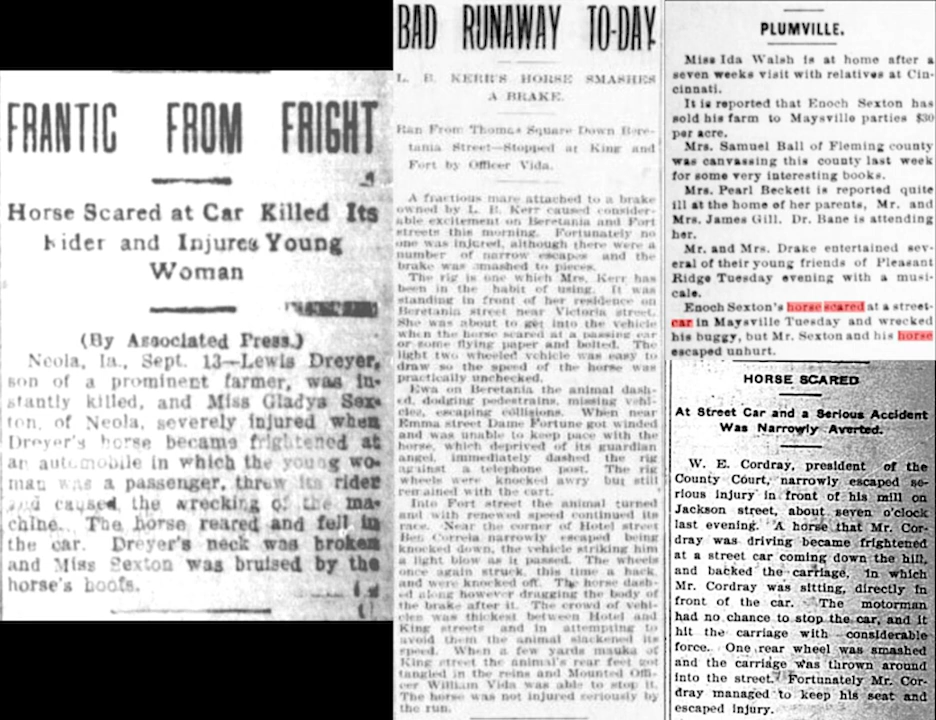 FRANTIC FROM FRIGHT
Horse Scared at Car Killed Its
Rider and Injures Young
Woman
(By Associated Press.)
Neola, Ia., Sept. 13—Lewis Dreyer,
son of a prominent farmer, was in-
stantly killed, and Miss Gladys Sex-
ton, of Neola, severely injured when
Dreyer's horse became frightened at
an automobile in which the young wo-
man was a passenger, threw its rider
and caused the wrecking of the ma-
chine. The horse reared and fell in
the car. Dreyer's neck was broken
and Miss Sexton was bruised by the
horse's hoofs.
BAD RUNAWAY TO-DAY
L. B. KERR'S HORSE SMASHES
A BRAKE.
Ran From Thomas Square Down Bere-
tania Street—Stopped at King and
Fort by Officer Vida.
A fractious mare attached to a brake
owned by L. B. Kerr caused consider-
able excitement on Beretania and Fort
streets this morning. Fortunately no
one was injured, although there were a
number of narrow escapes and the
brake was smashed to pieces.
The rig is one which Mrs. Kerr has
been in the habit of using. It was
standing in front of her residence on
Beretania street near Victoria street.
She was about to get into the vehicle
when the horse scared at a passing car
or some flying paper and bolted. The
light two wheeled vehicle was easy to
draw so the speed of the horse was
practically unchecked.
Ewa on Beretania the animal dash-
ed, dodging pedestrains, missing vehi-
cles, escaping collisions. When near
Emma street Dame Fortune got winded
and was unable to keep pace with the
horse, which deprived of its guardian
angel, immediately dashed the rig
against a telephone post. The rig
wheels were knocked awry but still
remained with the cart.
Into Fort street the animal turned
and with renewed speed continued its
race. Near the corner of Hotel street
Ben Correia narrowly escaped being
knocked down, the vehicle striking him
a light blow as it passed. The wheels
once again struck, this time a hack,
and were knocked off. The horse dash-
ed along however dragging the body of
the brake after it. The crowd of vehi-
cles was thickest between Hotel and
King streets and in attempting to
avoid them the animal slackened its
speed. When a few yards mauka of
King street the animal's rear feet got
tangled in the reins and Mounted Offi-
cer William Vida was able to stop it.
The horse was not injured seriously by
the run.
PLUMVILLE.
Miss Ida Walsh is at home after a
seven weeks visit with relatives at Cin-
cinnati.
It is reported that Enoch Sexton has
sold his farm to Maysville parties $30
per acre.
Mrs. Samuel Ball of Fleming county
was canvassing this county last week
for some very interesting books.
Mrs. Pearl Beckett is reported quite
ill at the home of her parents, Mr. and
Mrs. James Gill. Dr. Bane is attending
her.
Mr. and Mrs. Drake entertained sev-
eral of their young friends of Pleasant
Ridge Tuesday evening with a musi-
cale.
Enoch Sexton's horse scared at a street-
car in Maysville Tuesday and wrecked
his buggy, but Mr. Sexton and his horse
escaped unhurt.
HORSE SCARED
At Street Car and a Serious Accident
Was Narrowly Averted.
W. E. Cordray, president of the
County Court, narrowly escaped se-
rious injury in front of his mill on
Jackson street, about seven o'clock
last evening. A horse that Mr. Cor-
dray was driving became frightened
at a street car coming down the hill,
and backed the carriage, in which
Mr. Cordray was sitting, directly in
front of the car. The motorman
had no chance to stop the car, and it
hit the carriage with considerable
force. One rear wheel was smashed
and the carriage was thrown around
into the street. Fortunately Mr. Cor-
dray managed to keep his seat and
escaped injury.